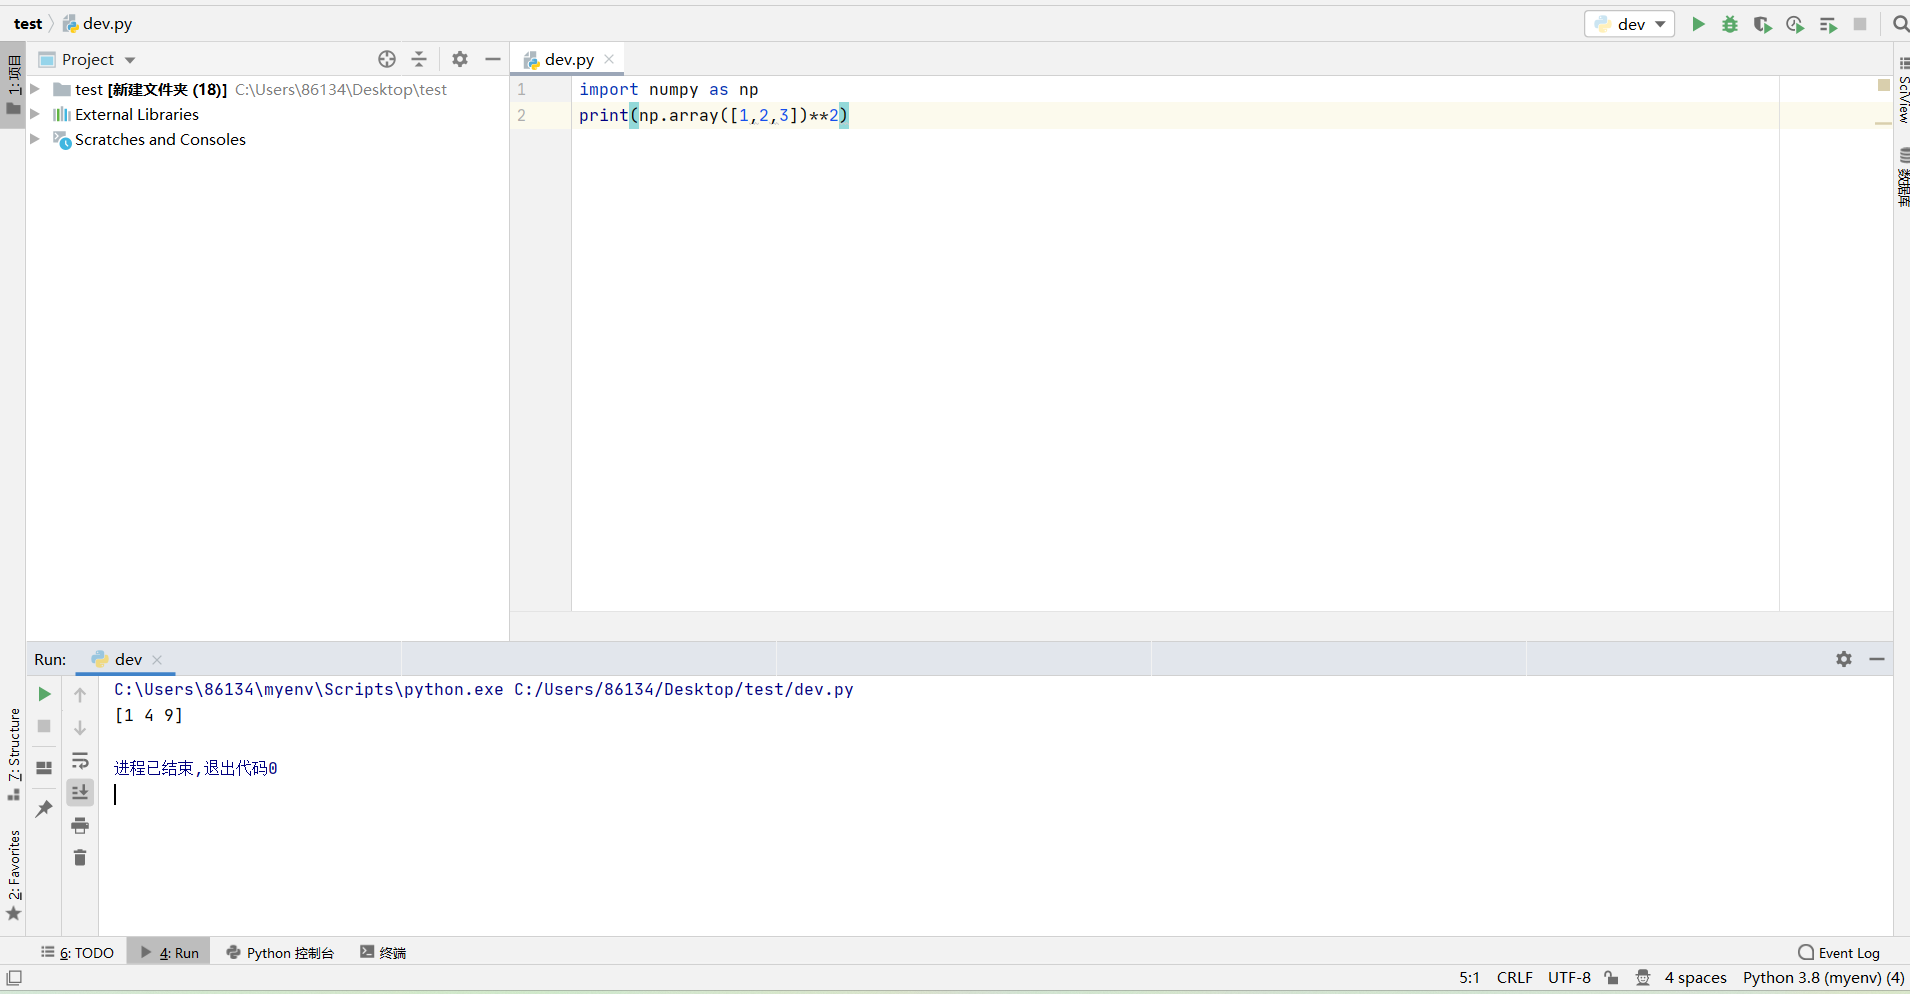 test dev.py
dev
1: 项目
Project
dev.py
test [新建文件夹 (18)] C:\Users\86134\Desktop\test
External Libraries
Scratches and Consoles
1 import numpy as np
2 print(np.array([1,2,3])**2)
SciView
数据库
Run: dev
C:\Users\86134\myenv\Scripts\python.exe C:/Users/86134/Desktop/test/dev.py
[1 4 9]
进程已结束,退出代码0
7: Structure
2: Favorites
6: TODO 4: Run Python 控制台 终端 Event Log
5:1 CRLF UTF-8 4 spaces Python 3.8 (myenv) (4)